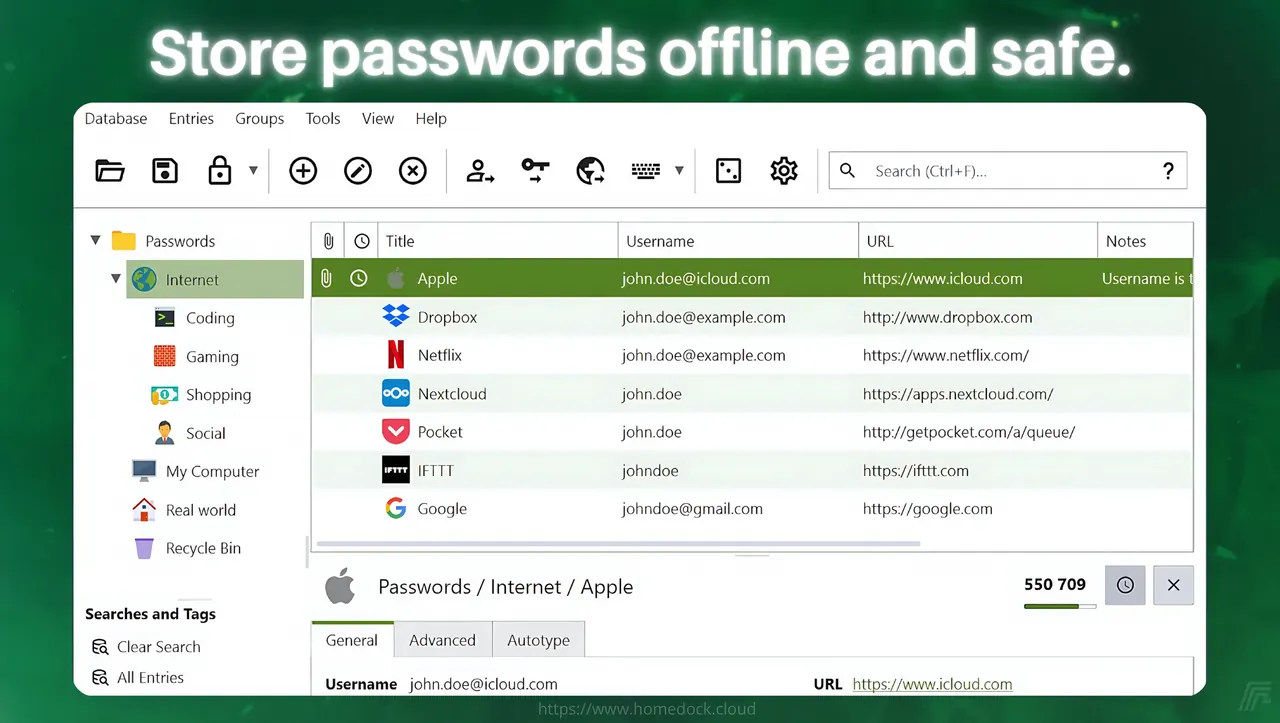 Store passwords offline and safe.
Database Entries Groups Tools View Help
Search (Ctrl+F)... ?
Passwords
Internet
Coding
Gaming
Shopping
Social
My Computer
Real world
Recycle Bin
Searches and Tags
Clear Search
All Entries
Title Username URL Notes
Apple john.doe@icloud.com https://www.icloud.com Username is t
Dropbox john.doe@example.com http://www.dropbox.com
Netflix john.doe@example.com https://www.netflix.com/
Nextcloud john.doe https://apps.nextcloud.com/
Pocket john.doe http://getpocket.com/a/queue/
IFTTT IFTTT johndoe https://ifttt.com
Google johndoe@gmail.com https://google.com
Passwords / Internet / Apple 550 709
General Advanced Autotype
Username john.doe@icloud.com URL https://www.icloud.com
https://www.homedock.cloud